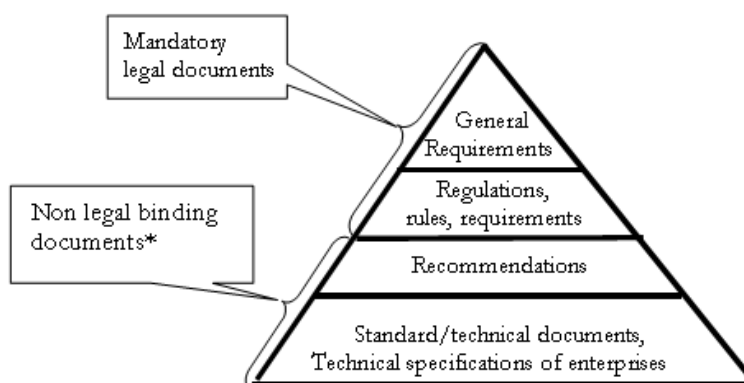 Mandatory
legal documents
General
Requirements
Regulations,
rules, requirements
Non legal binding
documents*
Recommendations
Standard/technical documents,
Technical specifications of enterprises